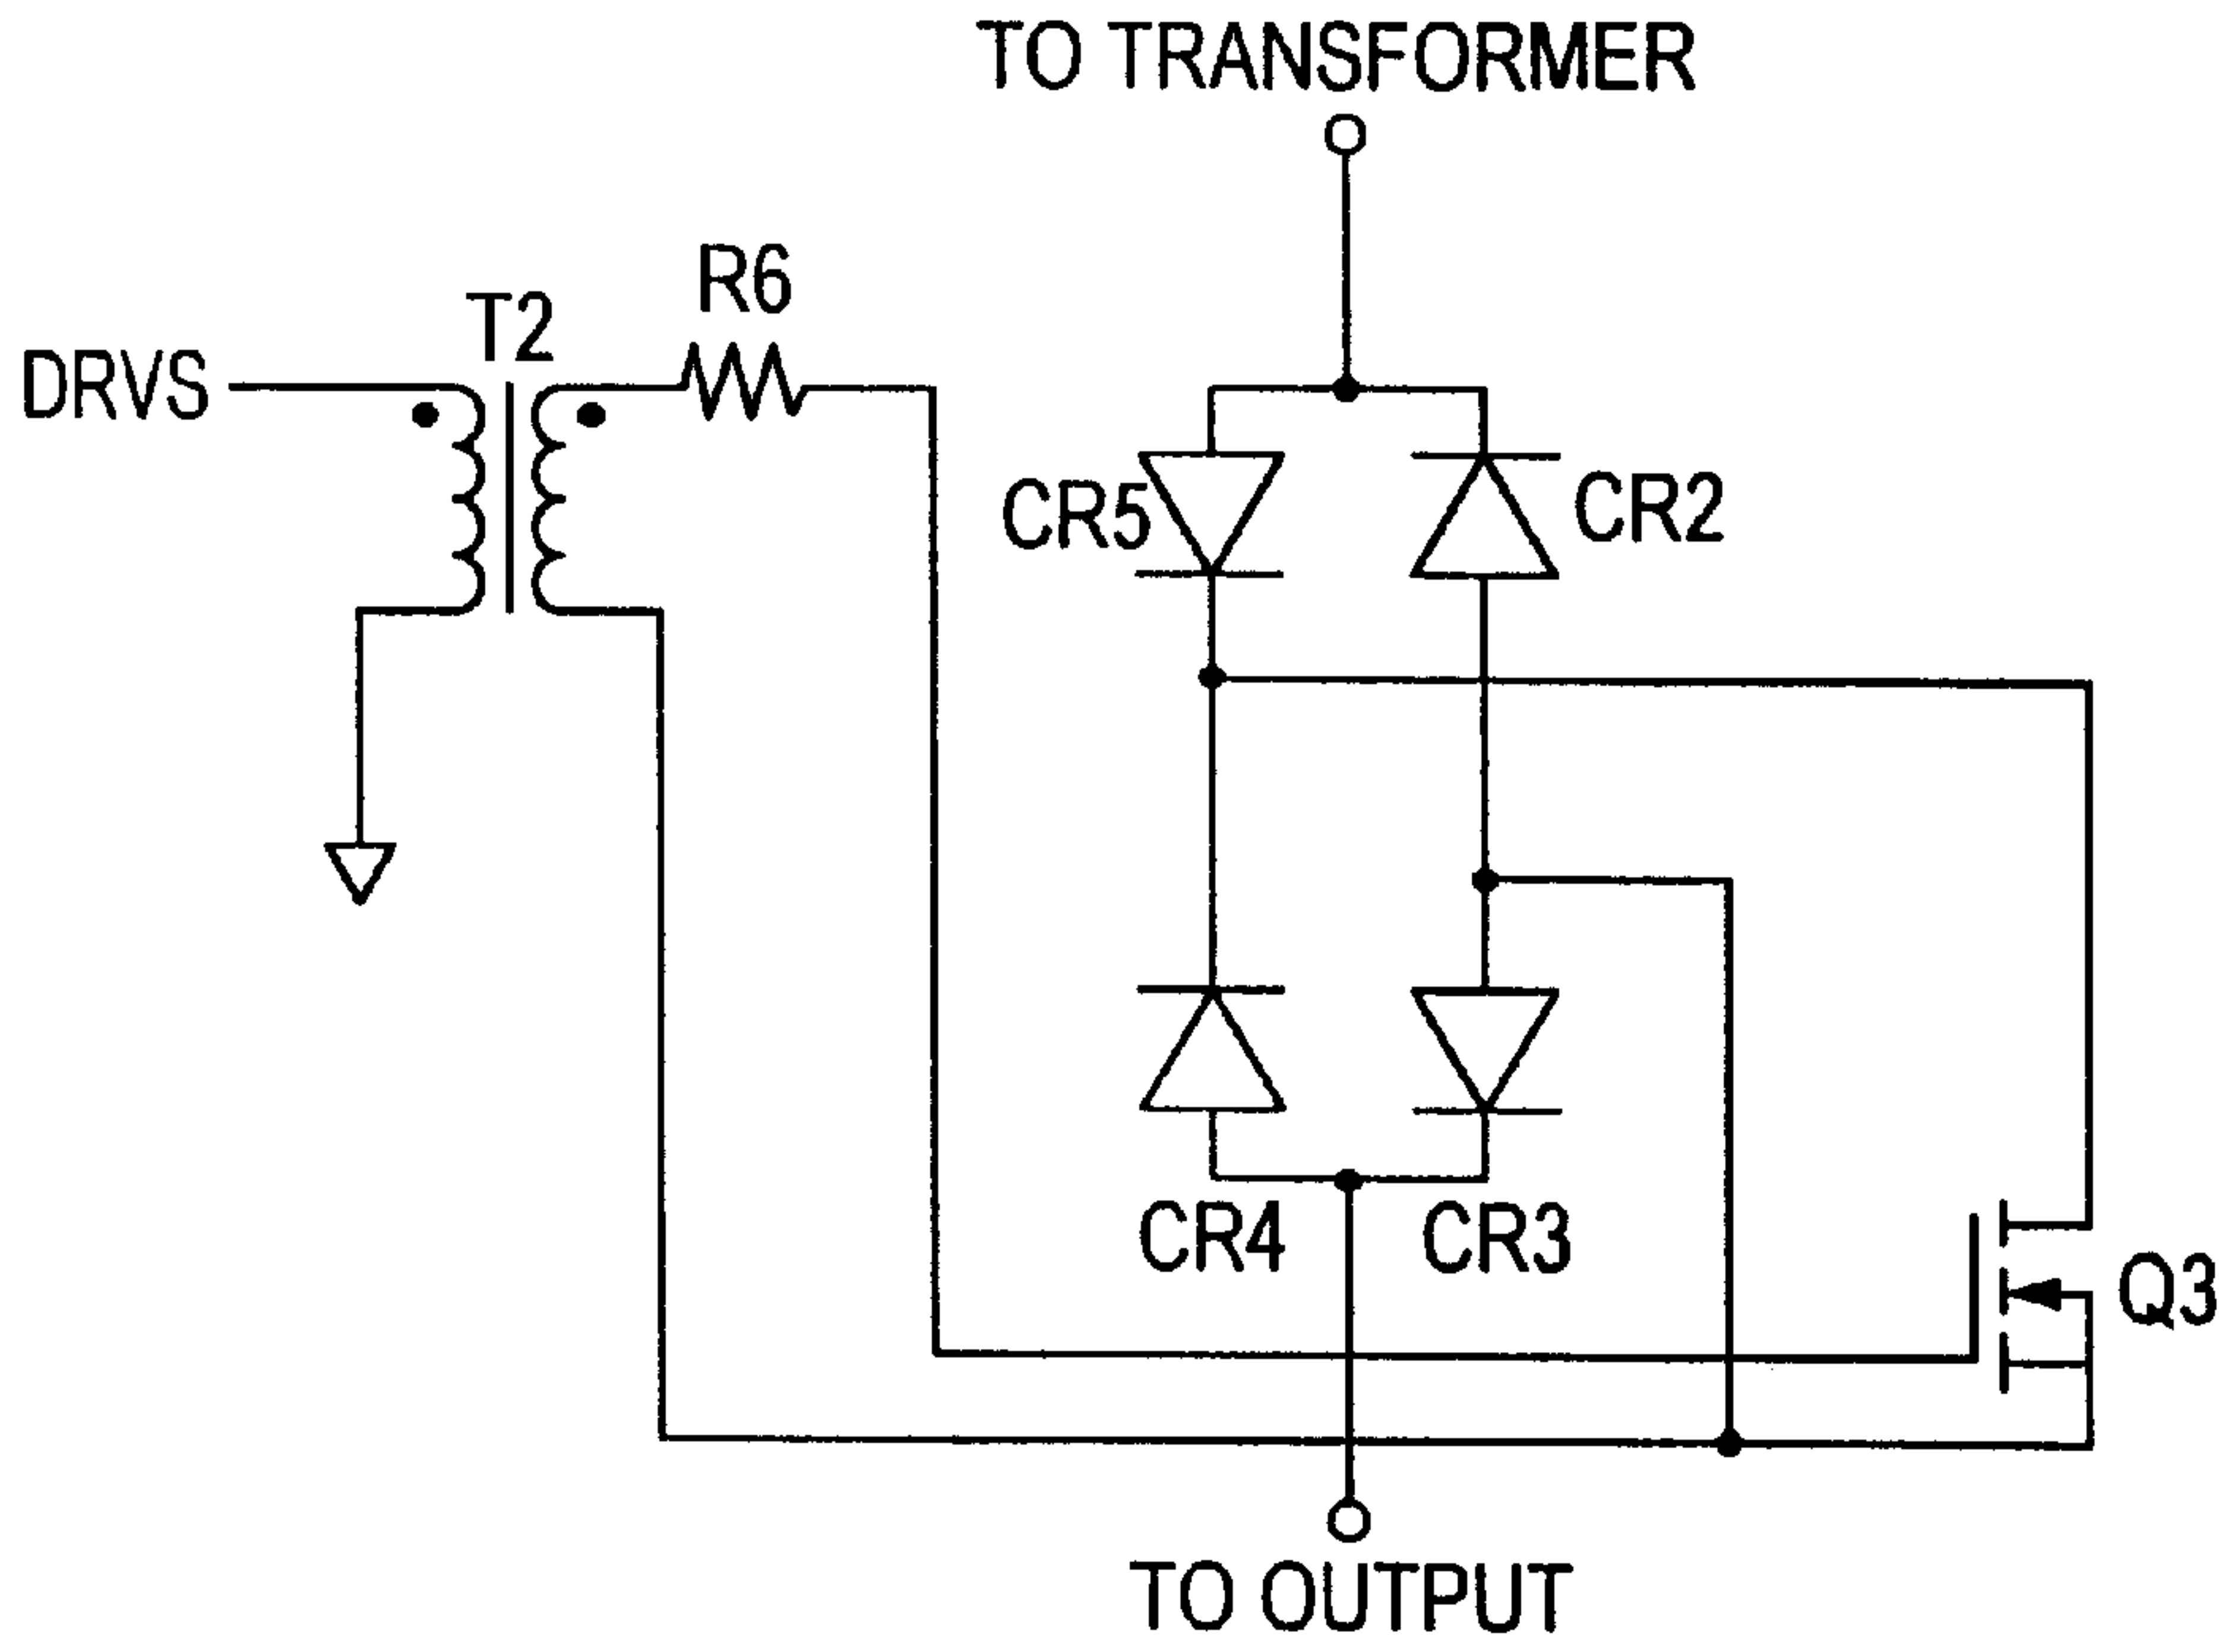 TO TRANSFORMER
R6
T2
DRVS
CR5
CR2
CR4
CR3
Q3
TO OUTPUT